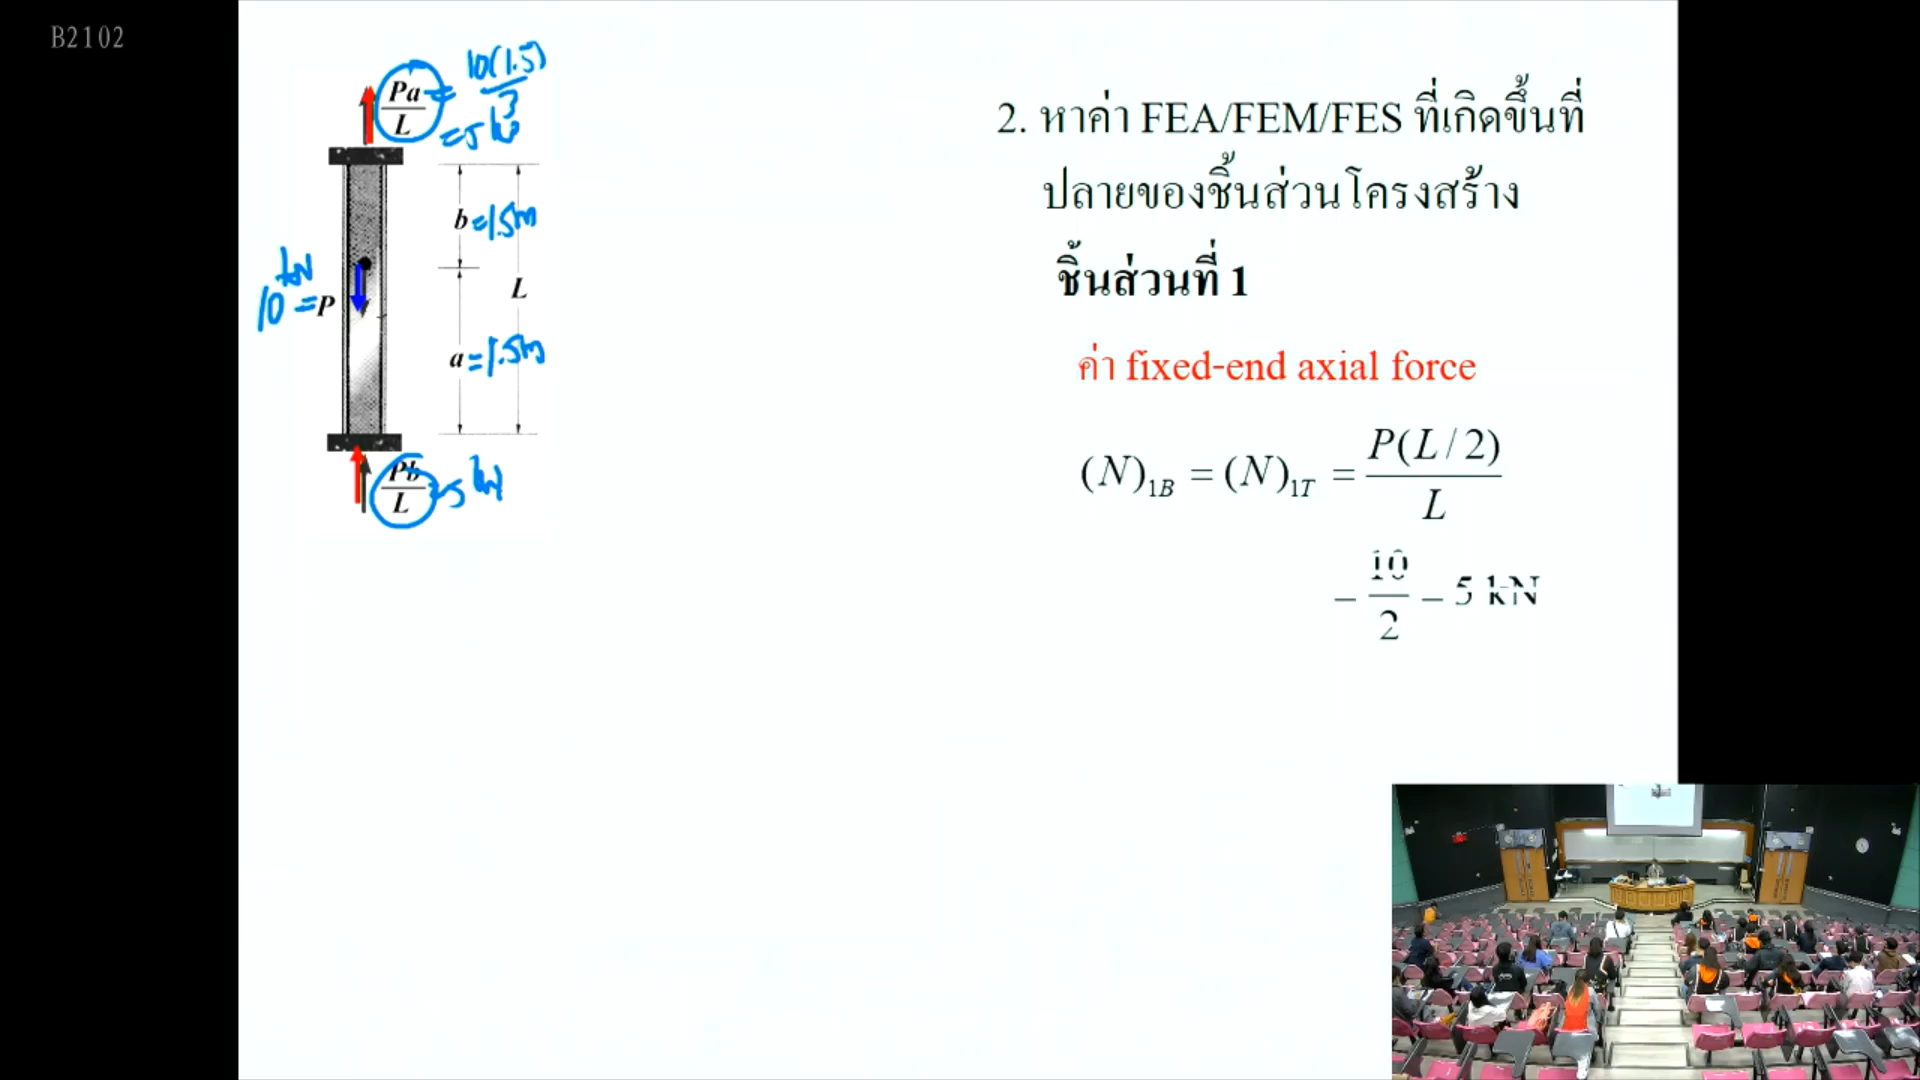 B2102
Pa/L = 10(1.5)/3
= 5 kN
b = 1.5m
L
10 kN = P
a = 1.5m
Pb/L = 5 kN
2. หาค่า FEA/FEM/FES ที่เกิดขึ้นที่
ปลายของชิ้นส่วนโครงสร้าง
ชิ้นส่วนที่ 1
ค่า fixed-end axial force
(N)1B = (N)1T = P(L/2)/L
= 10/2 = 5 kN